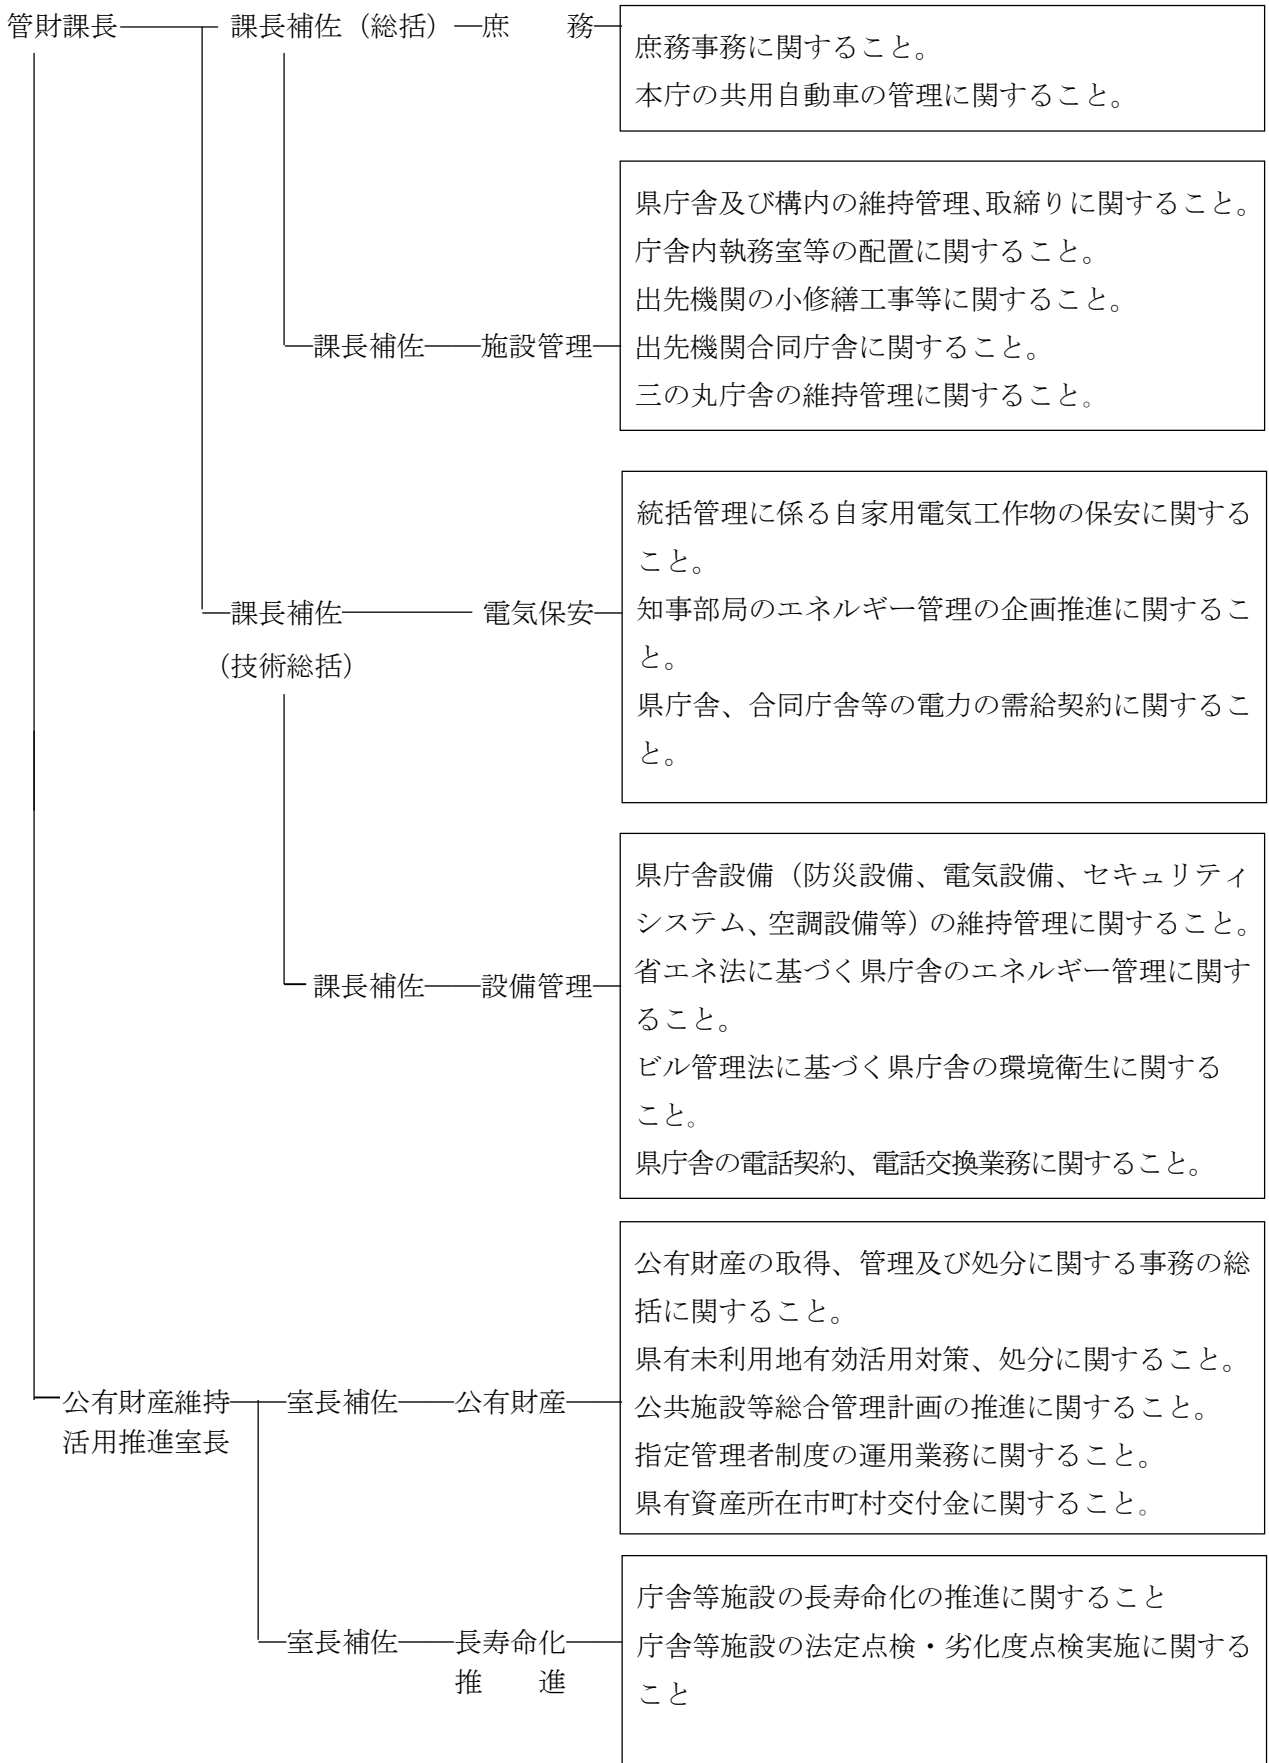 管財課長 課長補佐（総括） 庶　　務
庶務事務に関すること。
本庁の共用自動車の管理に関すること。
課長補佐 施設管理
県庁舎及び構内の維持管理、取締りに関すること。
庁舎内執務室等の配置に関すること。
出先機関の小修繕工事等に関すること。
出先機関合同庁舎に関すること。
三の丸庁舎の維持管理に関すること。
課長補佐 電気保安
（技術総括）
統括管理に係る自家用電気工作物の保安に関する
こと。
知事部局のエネルギー管理の企画推進に関するこ
と。
県庁舎、合同庁舎等の電力の需給契約に関するこ
と。
課長補佐 設備管理
県庁舎設備（防災設備、電気設備、セキュリティ
システム、空調設備等）の維持管理に関すること。
省エネ法に基づく県庁舎のエネルギー管理に関す
ること。
ビル管理法に基づく県庁舎の環境衛生に関する
こと。
県庁舎の電話契約、電話交換業務に関すること。
公有財産維持
活用推進室長
室長補佐 公有財産
公有財産の取得、管理及び処分に関する事務の総
括に関すること。
県有未利用地有効活用対策、処分に関すること。
公共施設等総合管理計画の推進に関すること。
指定管理者制度の運用業務に関すること。
県有資産所在市町村交付金に関すること。
室長補佐 長寿命化
推　　進
庁舎等施設の長寿命化の推進に関すること
庁舎等施設の法定点検・劣化度点検実施に関する
こと